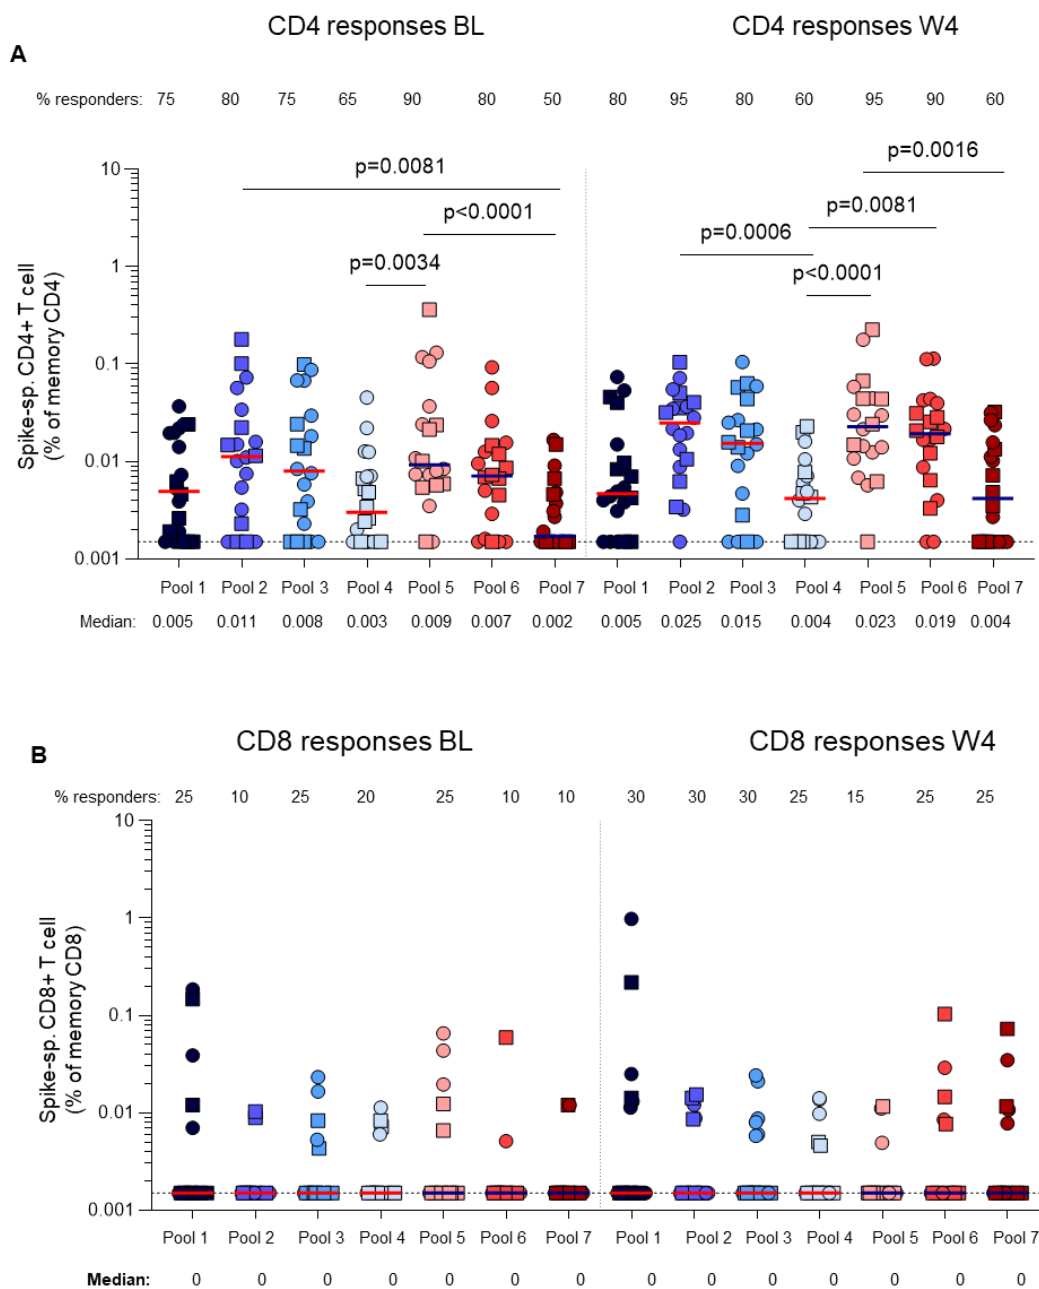 CD4 responses BL CD4 responses W4
A
% responders: 75 80 75 65 90 80 50 80 95 80 60 95 90 60
p=0.0016
10
p=0.0081
p<0.0001 p=0.0081
p=0.0006
1
p=0.0034 p<0.0001
Spike-sp. CD4+ T cell
(% of memory CD4)
0.1
0.01
0.001
Pool 1 Pool 2 Pool 3 Pool 4 Pool 5 Pool 6 Pool 7 Pool 1 Pool 2 Pool 3 Pool 4 Pool 5 Pool 6 Pool 7
Median: 0.005 0.011 0.008 0.003 0.009 0.007 0.002 0.005 0.025 0.015 0.004 0.023 0.019 0.004
CD8 responses BL CD8 responses W4
B
% responders: 25 10 25 20 25 10 10 30 30 30 25 15 25 25
10
1
Spike-sp. CD8+ T cell
(% of memory CD8)
0.1
0.01
0.001
Pool 1 Pool 2 Pool 3 Pool 4 Pool 5 Pool 6 Pool 7 Pool 1 Pool 2 Pool 3 Pool 4 Pool 5 Pool 6 Pool 7
Median: 0 0 0 0 0 0 0 0 0 0 0 0 0 0